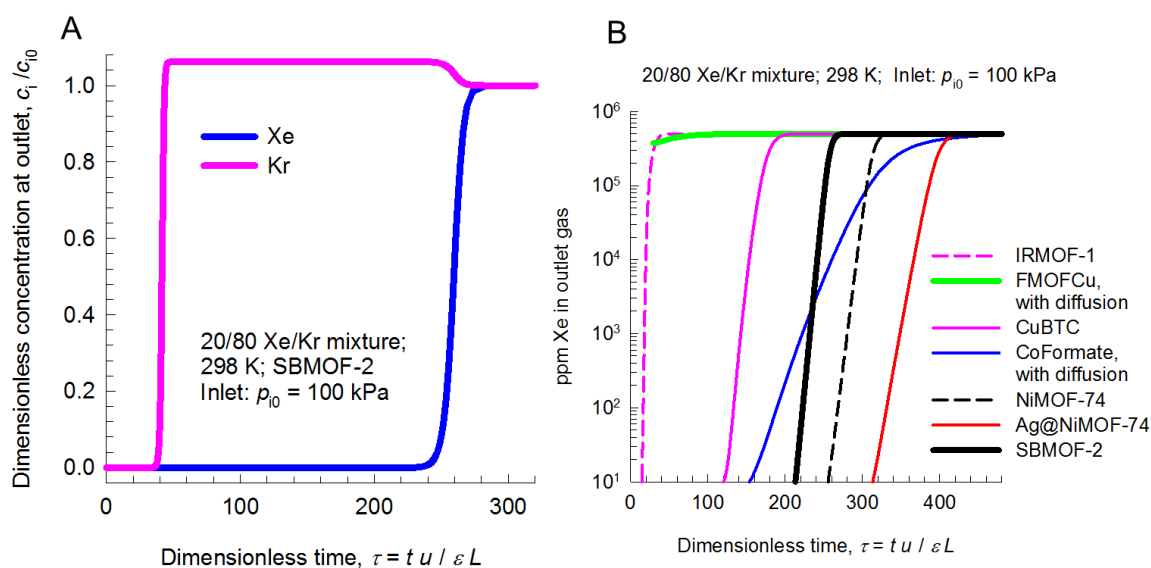 A
Dimensionless concentration at outlet, cᵢ /cᵢ₀
1.0
0.8
0.6
0.4
0.2
0.0
Xe
Kr
20/80 Xe/Kr mixture;
298 K; SBMOF-2
Inlet: pᵢ₀ = 100 kPa
0
100
200
300
Dimensionless time, τ = t u / ε L
B
20/80 Xe/Kr mixture; 298 K; Inlet: pᵢ₀ = 100 kPa
ppm Xe in outlet gas
10⁶
10⁵
10⁴
10³
10²
10¹
IRMOF-1
FMOFCu,
with diffusion
CuBTC
CoFormate,
with diffusion
NiMOF-74
Ag@NiMOF-74
SBMOF-2
0
100
200
300
400
Dimensionless time, τ = t u / ε L